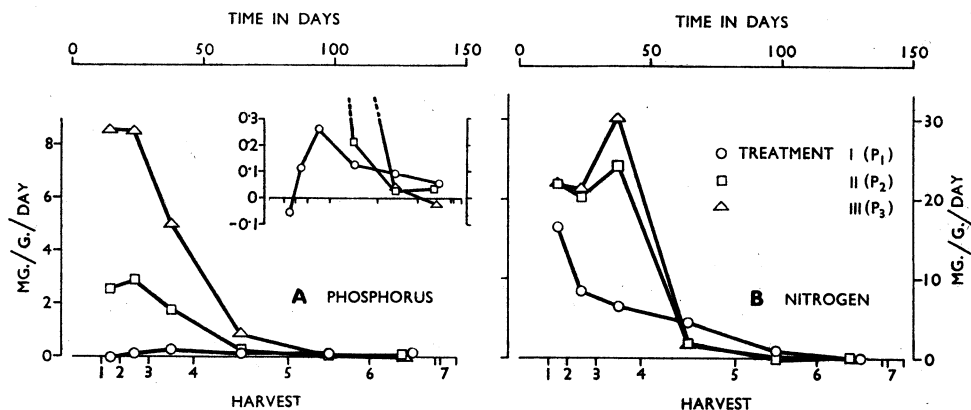 TIME IN DAYS
0 50 100 150
8
6
4
2
0
MG./G./DAY
0·3
0·2
0·1
0
-0·1
A PHOSPHORUS
1 2 3 4 5 6 7
HARVEST
TIME IN DAYS
0 50 100 150
TREATMENT I (P₁)
II (P₂)
III (P₃)
B NITROGEN
30
20
10
0
MG./G./DAY
1 2 3 4 5 6 7
HARVEST